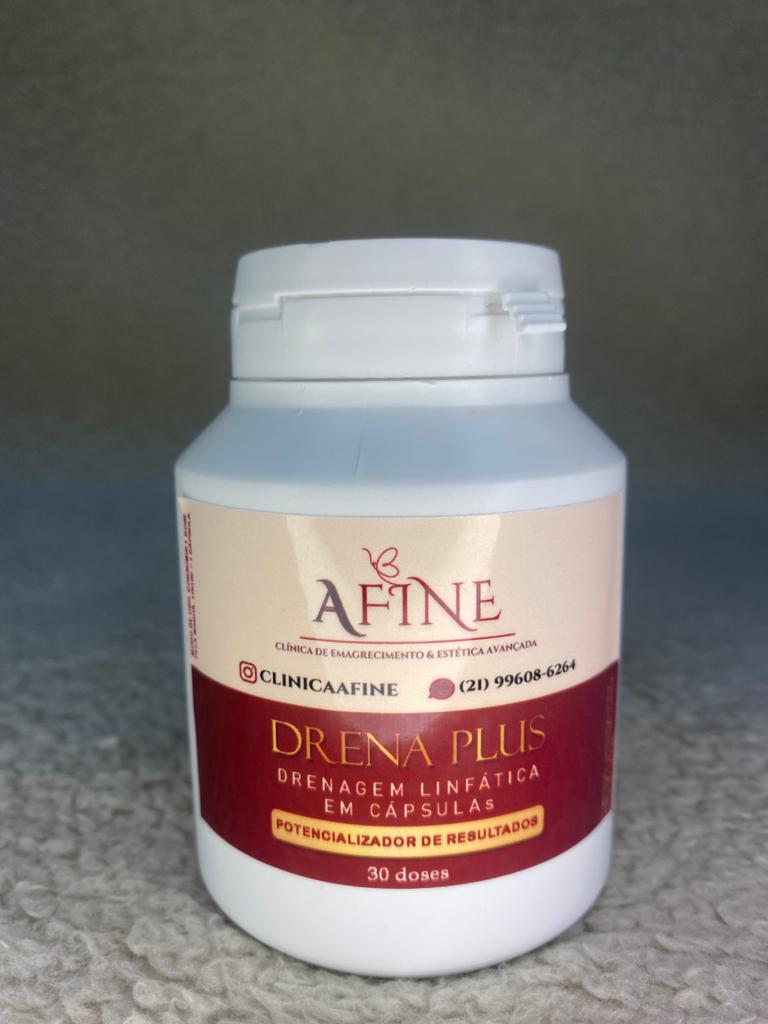 AFINE
CLÍNICA DE EMAGRECIMENTO & ESTÉTICA AVANÇADA
CLINICAAFINE
(21) 99608-6264
DRENA PLUS
DRENAGEM LINFÁTICA
EM CÁPSULAs
POTENCIALIZADOR DE RESULTADOS
30 doses